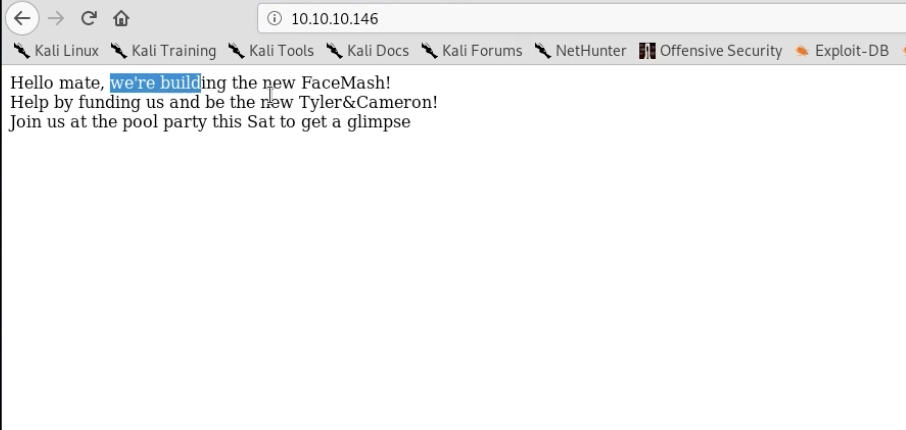 10.10.10.146
Kali Linux Kali Training Kali Tools Kali Docs Kali Forums NetHunter Offensive Security Exploit-DB
Hello mate, we're building the new FaceMash!
Help by funding us and be the new Tyler&Cameron!
Join us at the pool party this Sat to get a glimpse